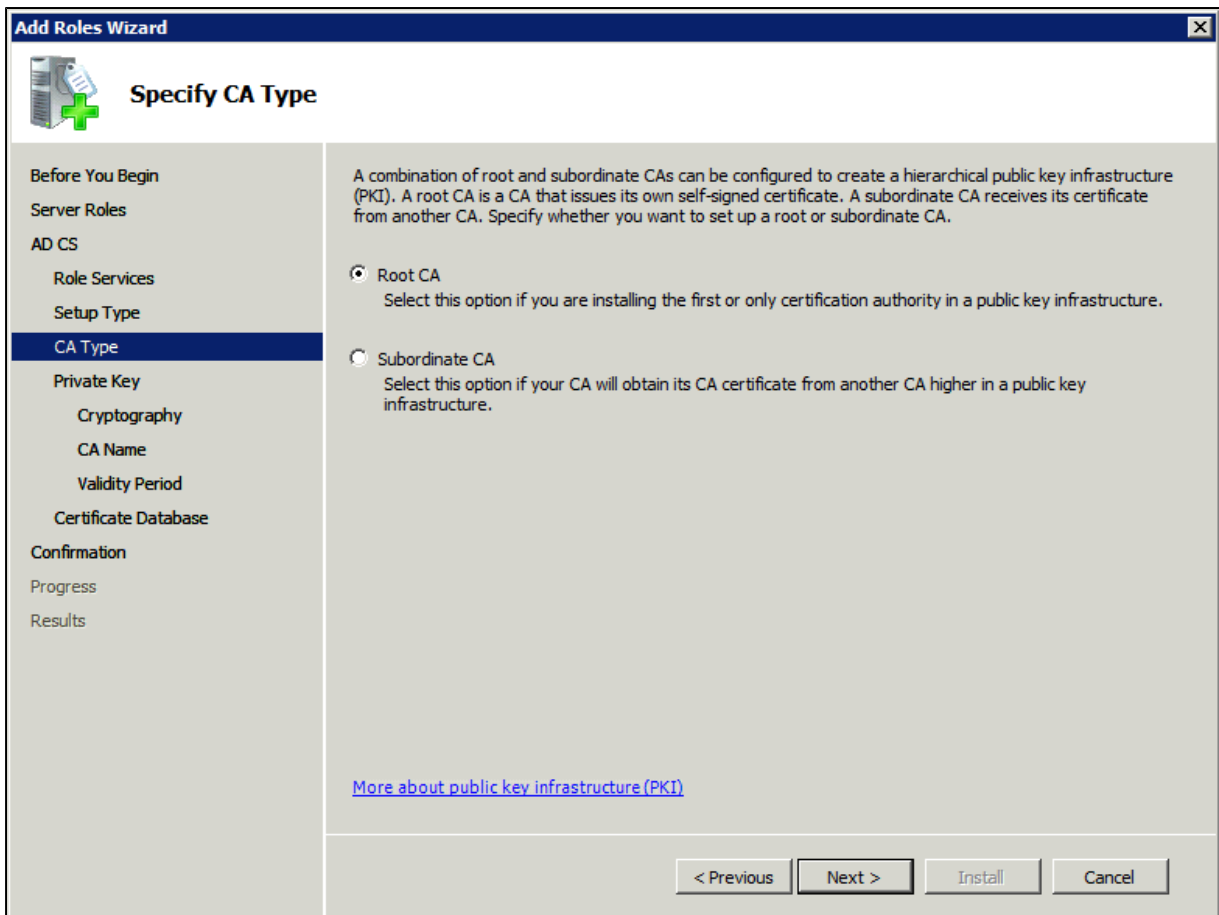 Add Roles Wizard
Specify CA Type
Before You Begin
Server Roles
AD CS
Role Services
Setup Type
CA Type
Private Key
Cryptography
CA Name
Validity Period
Certificate Database
Confirmation
Progress
Results
A combination of root and subordinate CAs can be configured to create a hierarchical public key infrastructure
(PKI). A root CA is a CA that issues its own self-signed certificate. A subordinate CA receives its certificate
from another CA. Specify whether you want to set up a root or subordinate CA.
Root CA
Select this option if you are installing the first or only certification authority in a public key infrastructure.
Subordinate CA
Select this option if your CA will obtain its CA certificate from another CA higher in a public key
infrastructure.
More about public key infrastructure (PKI)
< Previous
Next >
Install
Cancel